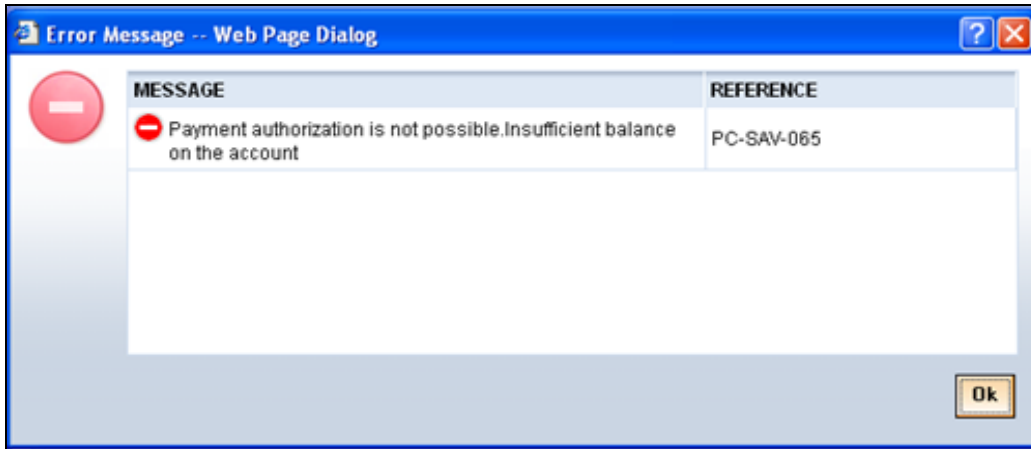 Error Message -- Web Page Dialog
MESSAGE REFERENCE
Payment authorization is not possible.Insufficient balance
on the account
PC-SAV-065
Ok